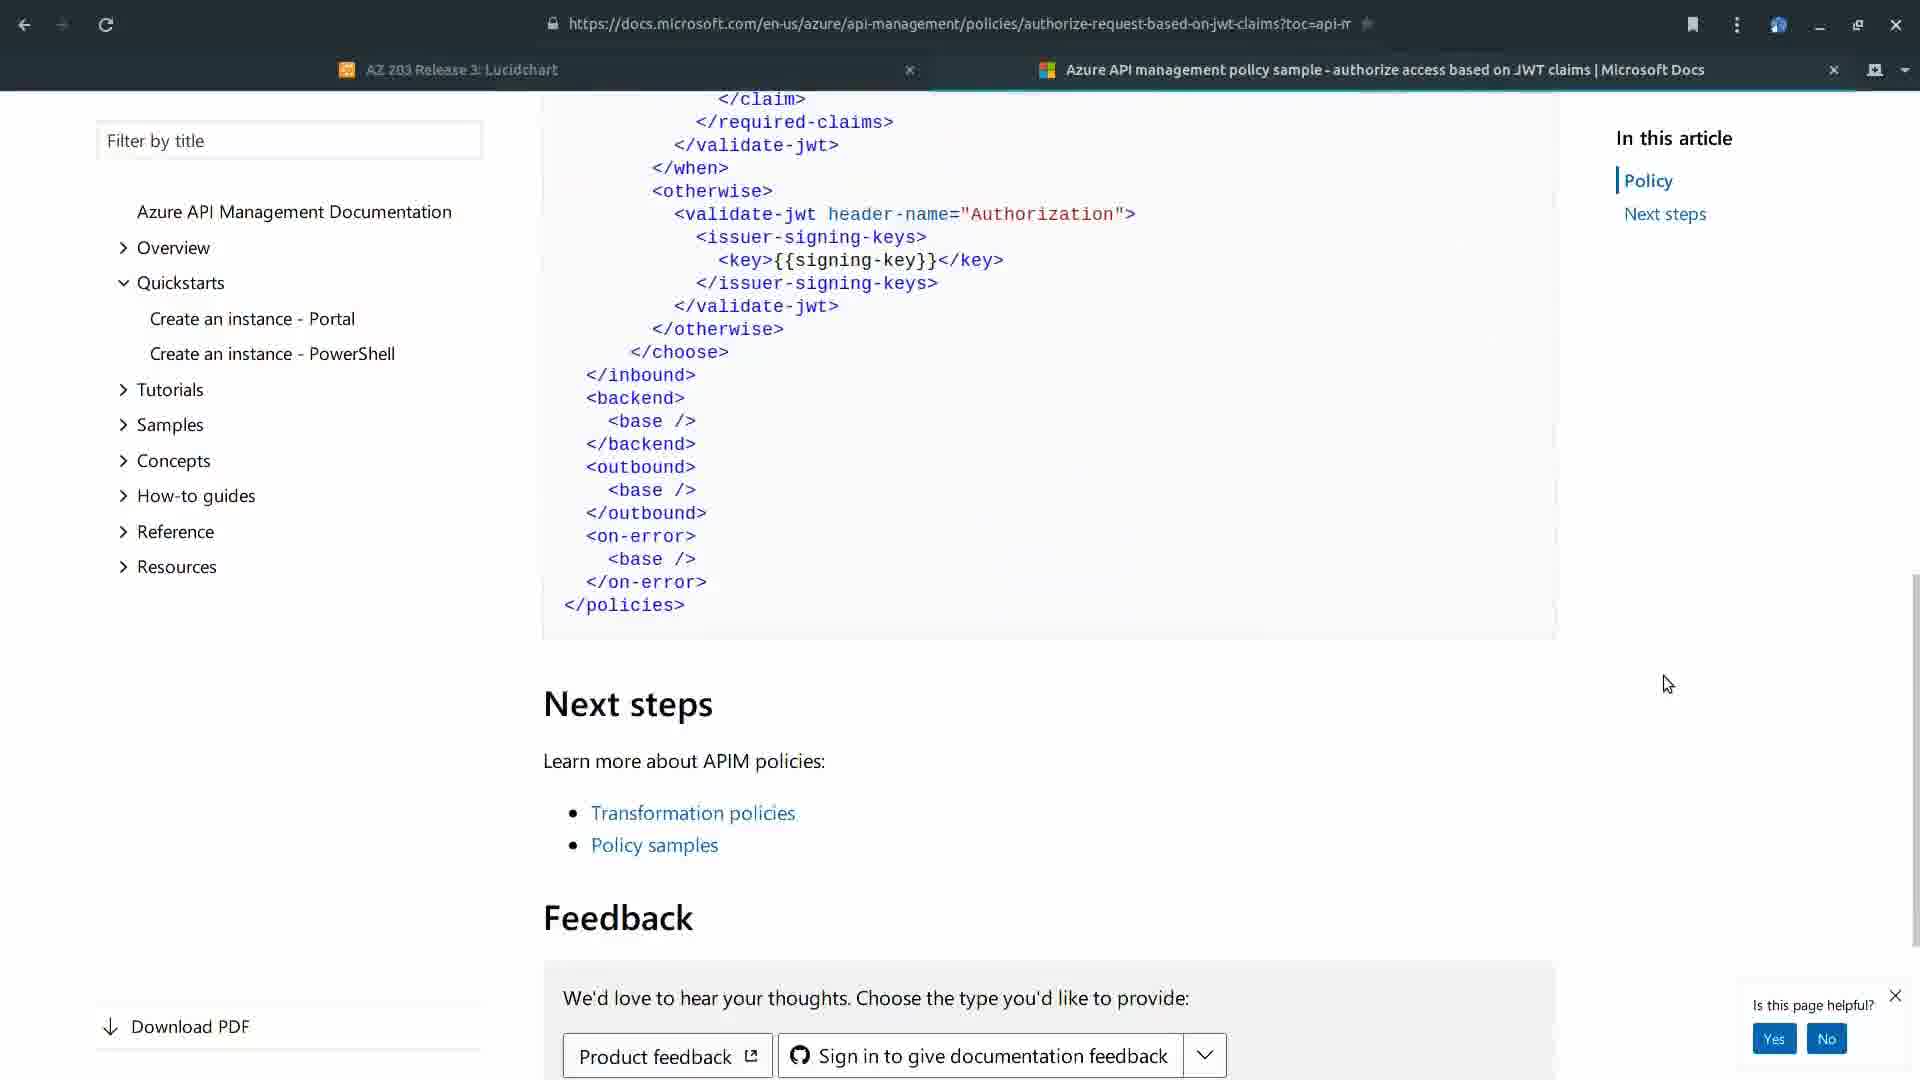 https://docs.microsoft.com/en-us/azure/api-management/policies/authorize-request-based-on-jwt-claims?toc=api-m
AZ 203 Release 3: Lucidchart
Azure API management policy sample - authorize access based on JWT claims | Microsoft Docs
Filter by title
Azure API Management Documentation
Overview
Quickstarts
Create an instance - Portal
Create an instance - PowerShell
Tutorials
Samples
Concepts
How-to guides
Reference
Resources
Download PDF
</claim>
</required-claims>
</validate-jwt>
</when>
<otherwise>
<validate-jwt header-name="Authorization">
<issuer-signing-keys>
<key>{{signing-key}}</key>
</issuer-signing-keys>
</validate-jwt>
</otherwise>
</choose>
</inbound>
<backend>
<base />
</backend>
<outbound>
<base />
</outbound>
<on-error>
<base />
</on-error>
</policies>
Next steps
Learn more about APIM policies:
Transformation policies
Policy samples
Feedback
We'd love to hear your thoughts. Choose the type you'd like to provide:
Product feedback
Sign in to give documentation feedback
In this article
Policy
Next steps
Is this page helpful?
Yes
No